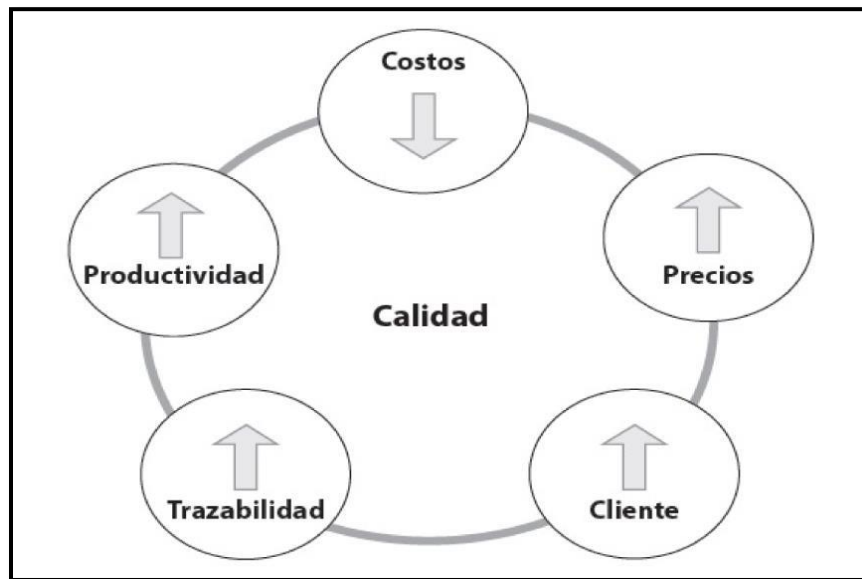 Costos
Productividad
Precios
Calidad
Trazabilidad
Cliente